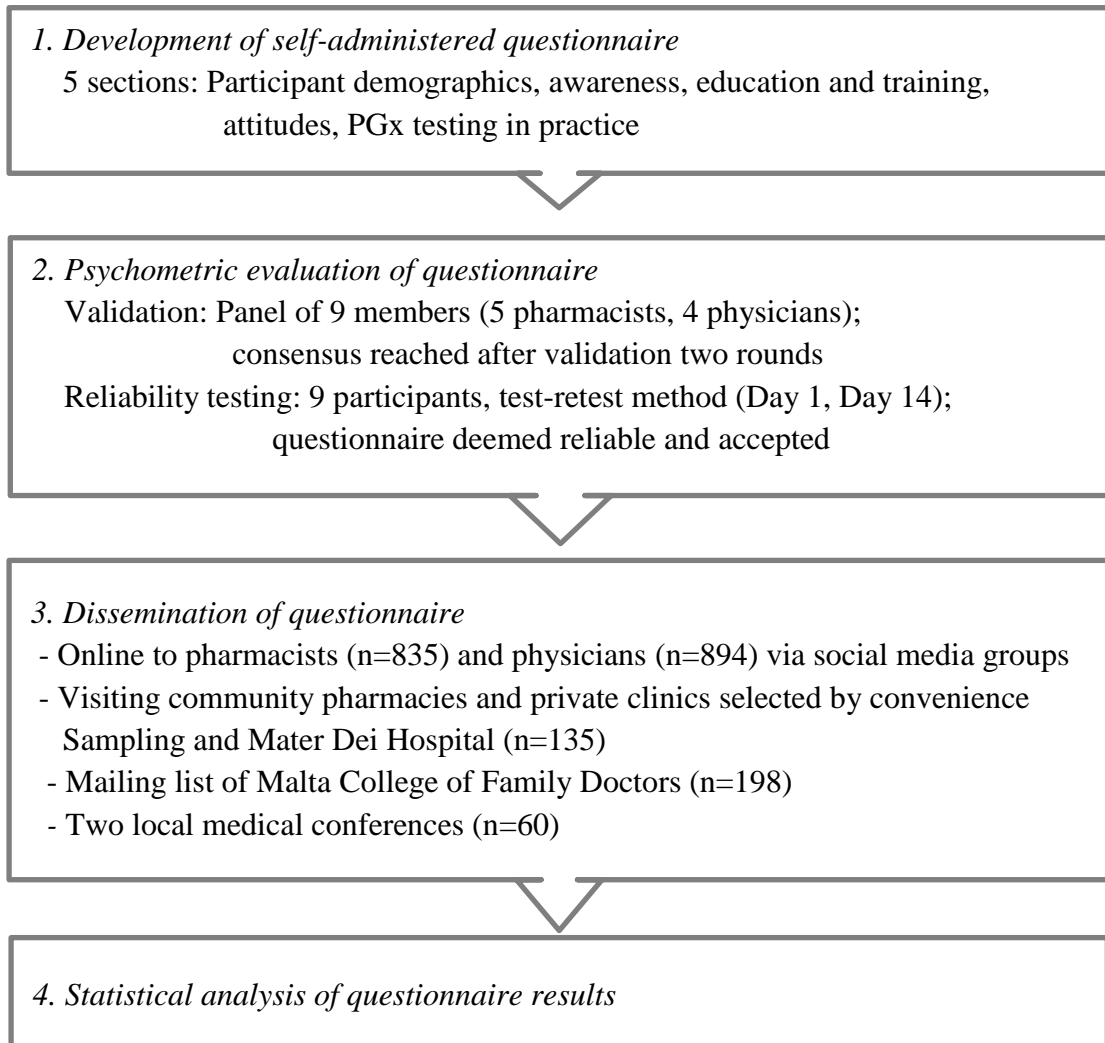 1. Development of self-administered questionnaire
5 sections: Participant demographics, awareness, education and training,
attitudes, PGx testing in practice
2. Psychometric evaluation of questionnaire
Validation: Panel of 9 members (5 pharmacists, 4 physicians);
consensus reached after validation two rounds
Reliability testing: 9 participants, test-retest method (Day 1, Day 14);
questionnaire deemed reliable and accepted
3. Dissemination of questionnaire
- Online to pharmacists (n=835) and physicians (n=894) via social media groups
- Visiting community pharmacies and private clinics selected by convenience
Sampling and Mater Dei Hospital (n=135)
- Mailing list of Malta College of Family Doctors (n=198)
- Two local medical conferences (n=60)
4. Statistical analysis of questionnaire results